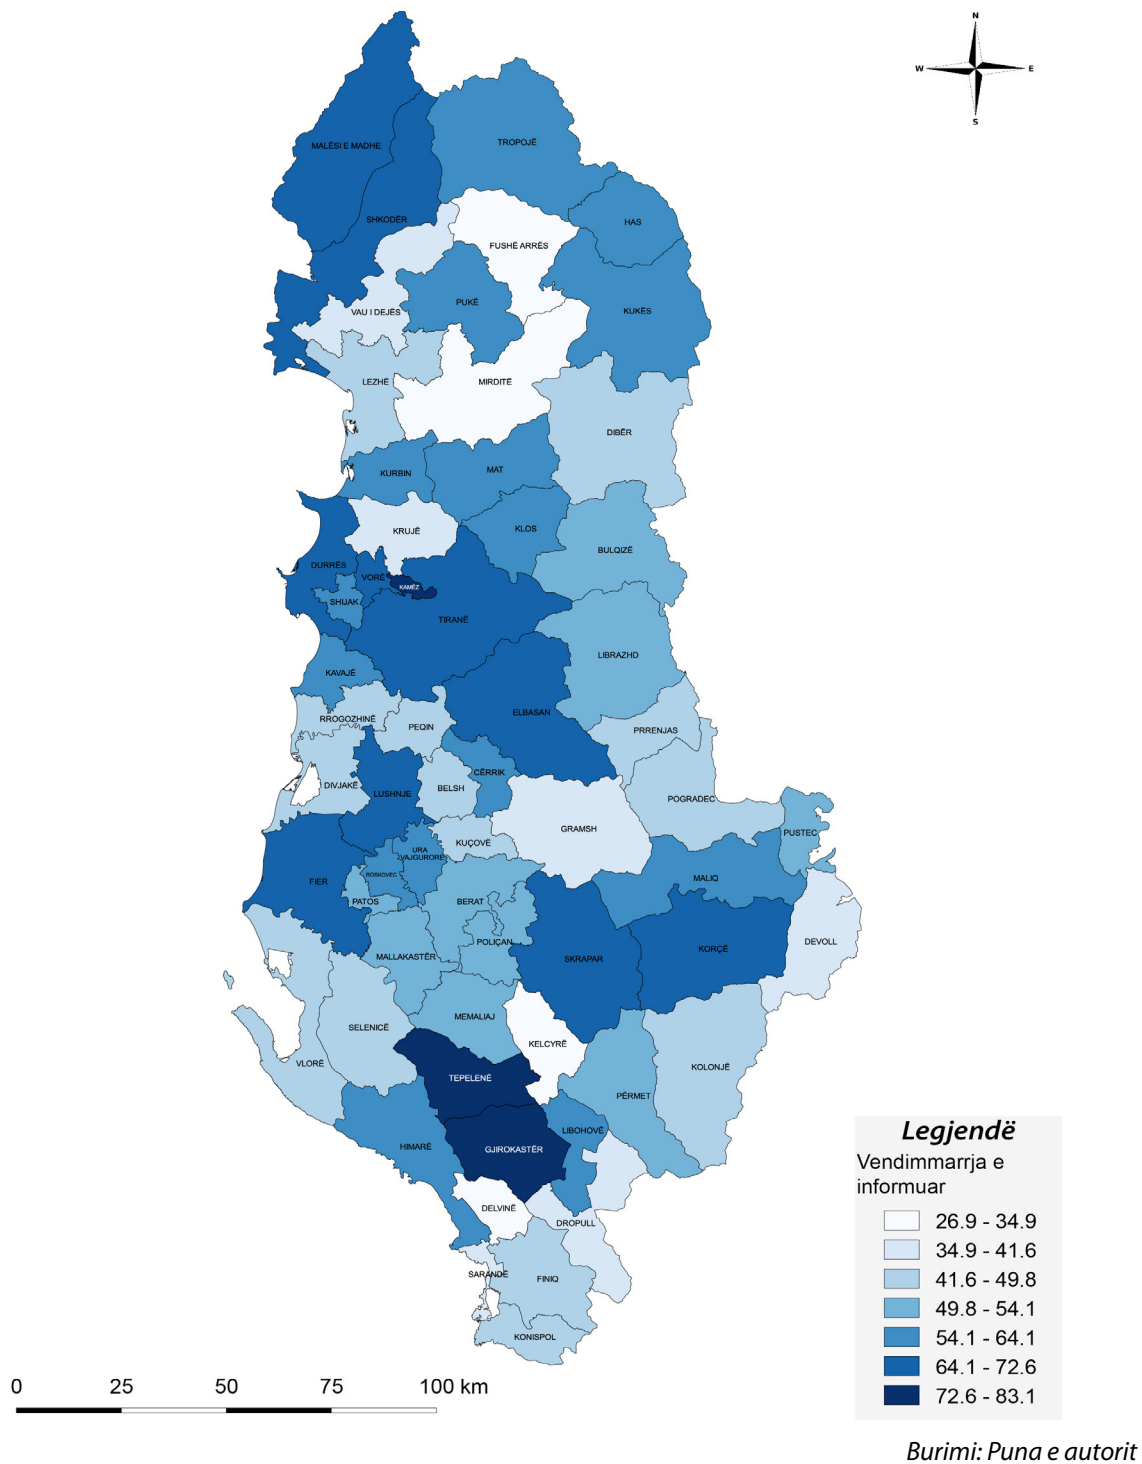 N
W E
S
MALËSI E MADHE
TROPOJË
SHKODËR
HAS
FUSHË ARRËS
PUKË
VAU I DEJËS
KUKËS
LEZHË
MIRDITË
DIBËR
KURBIN
MAT
KRUJË
KLOS
BULQIZË
DURRËS
VORË
KAMËZ
SHIJAK
TIRANË
LIBRAZHD
KAVAJË
ELBASAN
RROGOZHINË
PEQIN
PRRENJAS
CËRRIK
DIVJAKË
LUSHNJE
BELSH
POGRADEC
GRAMSH
PUSTEC
KUÇOVË
URA
VAJGURORE
ROSKOVEC
FIER
MALIQ
PATOS
BERAT
POLIÇAN
DEVOLL
KORÇË
MALLAKASTËR
SKRAPAR
MEMALIAJ
SELENICË
KELCYRË
VLORË
KOLONJË
TEPELENË
PËRMET
LIBOHOVË
HIMARË
GJIROKASTËR
DELVINË
DROPULL
SARANDË
FINIQ
KONISPOL
Legjendë
Vendimmarrja e
informuar
26.9 - 34.9
34.9 - 41.6
41.6 - 49.8
49.8 - 54.1
54.1 - 64.1
64.1 - 72.6
72.6 - 83.1
0 25 50 75 100 km
Burimi: Puna e autorit